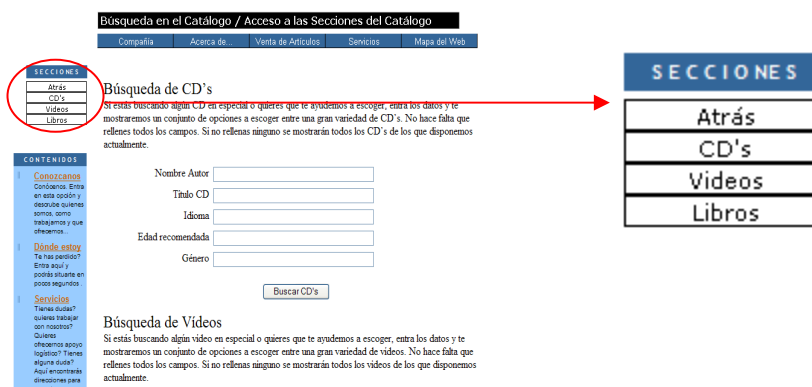 Búsqueda en el Catálogo / Acceso a las Secciones del Catálogo
Compañía Acerca de... Venta de Artículos Servicios Mapa del Web
SECCIONES
Atrás
CD's
Videos
Libros
Búsqueda de CD's
Si estás buscando algún CD en especial o quieres que te ayudemos a escoger, entra los datos y te
mostraremos un conjunto de opciones a escoger entre una gran variedad de CD's. No hace falta que
rellenes todos los campos. Si no rellenas ninguno se mostrarán todos los CD's de los que disponemos
actualmente.
Nombre Autor
Título CD
Idioma
Edad recomendada
Género
Buscar CD's
Búsqueda de Vídeos
Si estás buscando algún video en especial o quieres que te ayudemos a escoger, entra los datos y te
mostraremos un conjunto de opciones a escoger entre una gran variedad de videos. No hace falta que
rellenes todos los campos. Si no rellenas ninguno se mostrarán todos los videos de los que disponemos
actualmente.
CONTENIDOS
Conozcanos
Conócenos. Entra
en esta opción y
descrube quienes
somos, como
trabajamos y que
ofrecemos...
Dónde estoy
Te has perdido?
Entra aquí y
podrás situarte en
pocos segundos .
Servicios
Tienes dudas?
quieres trabajar
con nosotros?
Quieres
ofrecernos apoyo
logístico? Tienes
alguna duda?
Aquí encontrarás
direcciones para
SECCIONES
Atrás
CD's
Videos
Libros